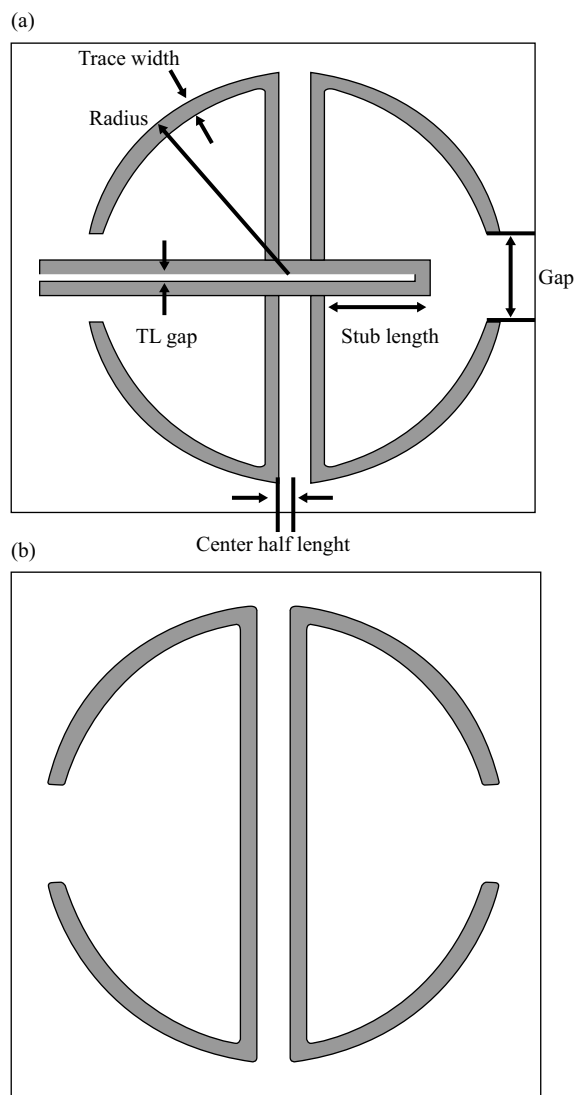 (a)
Trace width
Radius
Gap
TL gap
Stub length
Center half lenght
(b)